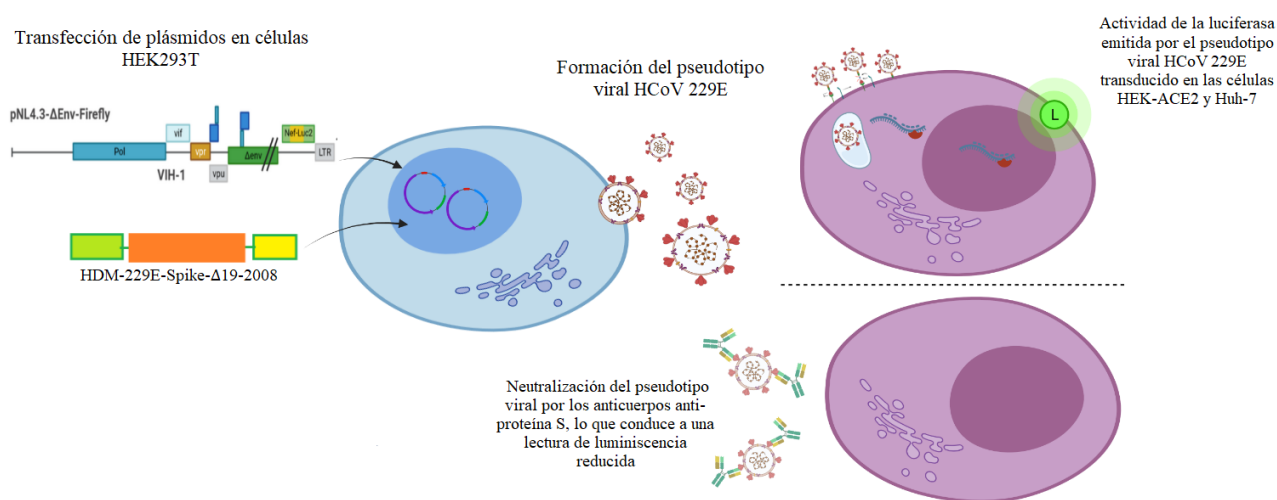 Transfección de plásmidos en células
HEK293T
pNL4.3-ΔEnv-Firefly
vif
Nef-Luc2
Pol
vpr
Δenv
LTR
VIH-1
vpu
HDM-229E-Spike-Δ19-2008
Formación del pseudotipo
viral HCoV 229E
Actividad de la luciferasa
emitida por el pseudotipo
viral HCoV 229E
transducido en las células
HEK-ACE2 y Huh-7
L
Neutralización del pseudotipo
viral por los anticuerpos anti-
proteína S, lo que conduce a una
lectura de luminiscencia
reducida